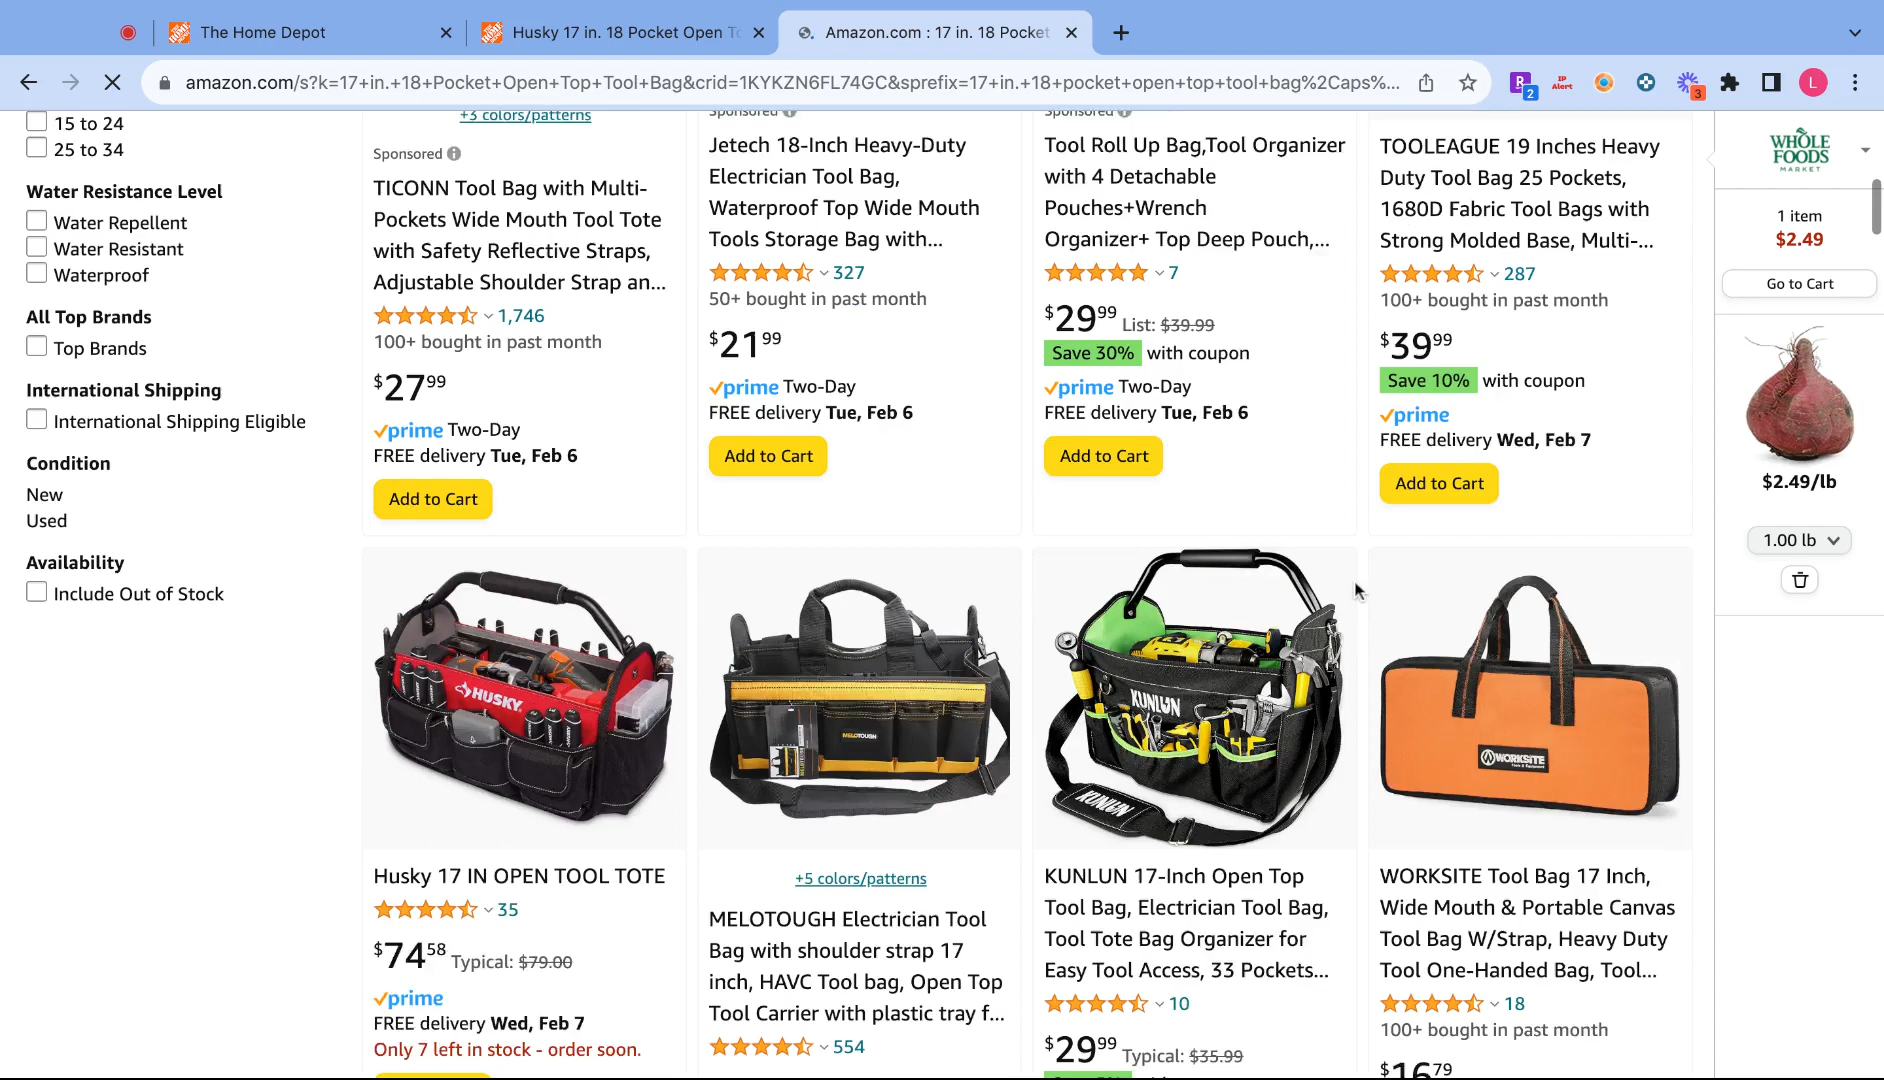 The Home Depot
Husky 17 in. 18 Pocket Open To
Amazon.com : 17 in. 18 Pocket
amazon.com/s?k=17+in.+18+Pocket+Open+Top+Tool+Bag&crid=1KYKZN6FL74GC&sprefix=17+in.+18+pocket+open+top+tool+bag%2Caps%...
R 2
IP Alert
3
L
15 to 24
25 to 34
Water Resistance Level
Water Repellent
Water Resistant
Waterproof
All Top Brands
Top Brands
International Shipping
International Shipping Eligible
Condition
New
Used
Availability
Include Out of Stock
+3 colors/patterns
Sponsored
TICONN Tool Bag with Multi-
Pockets Wide Mouth Tool Tote
with Safety Reflective Straps,
Adjustable Shoulder Strap an...
1,746
100+ bought in past month
$27 99
prime Two-Day
FREE delivery Tue, Feb 6
Add to Cart
Sponsored
Jetech 18-Inch Heavy-Duty
Electrician Tool Bag,
Waterproof Top Wide Mouth
Tools Storage Bag with...
327
50+ bought in past month
$21 99
prime Two-Day
FREE delivery Tue, Feb 6
Add to Cart
Sponsored
Tool Roll Up Bag,Tool Organizer
with 4 Detachable
Pouches+Wrench
Organizer+ Top Deep Pouch,...
7
$29 99 List: $39.99
Save 30% with coupon
prime Two-Day
FREE delivery Tue, Feb 6
Add to Cart
TOOLEAGUE 19 Inches Heavy
Duty Tool Bag 25 Pockets,
1680D Fabric Tool Bags with
Strong Molded Base, Multi-...
287
100+ bought in past month
$39 99
Save 10% with coupon
prime
FREE delivery Wed, Feb 7
Add to Cart
HUSKY
Husky 17 IN OPEN TOOL TOTE
35
$74 58 Typical: $79.00
prime
FREE delivery Wed, Feb 7
Only 7 left in stock - order soon.
MELOTOUGH
+5 colors/patterns
MELOTOUGH Electrician Tool
Bag with shoulder strap 17
inch, HAVC Tool bag, Open Top
Tool Carrier with plastic tray f...
554
KUNLUN
KUNLUN
KUNLUN 17-Inch Open Top
Tool Bag, Electrician Tool Bag,
Tool Tote Bag Organizer for
Easy Tool Access, 33 Pockets...
10
$29 99 Typical: $35.99
WORKSITE
WORKSITE Tool Bag 17 Inch,
Wide Mouth & Portable Canvas
Tool Bag W/Strap, Heavy Duty
Tool One-Handed Bag, Tool...
18
100+ bought in past month
$16 79
WHOLE
FOODS
MARKET
1 item
$2.49
Go to Cart
$2.49/lb
1.00 lb